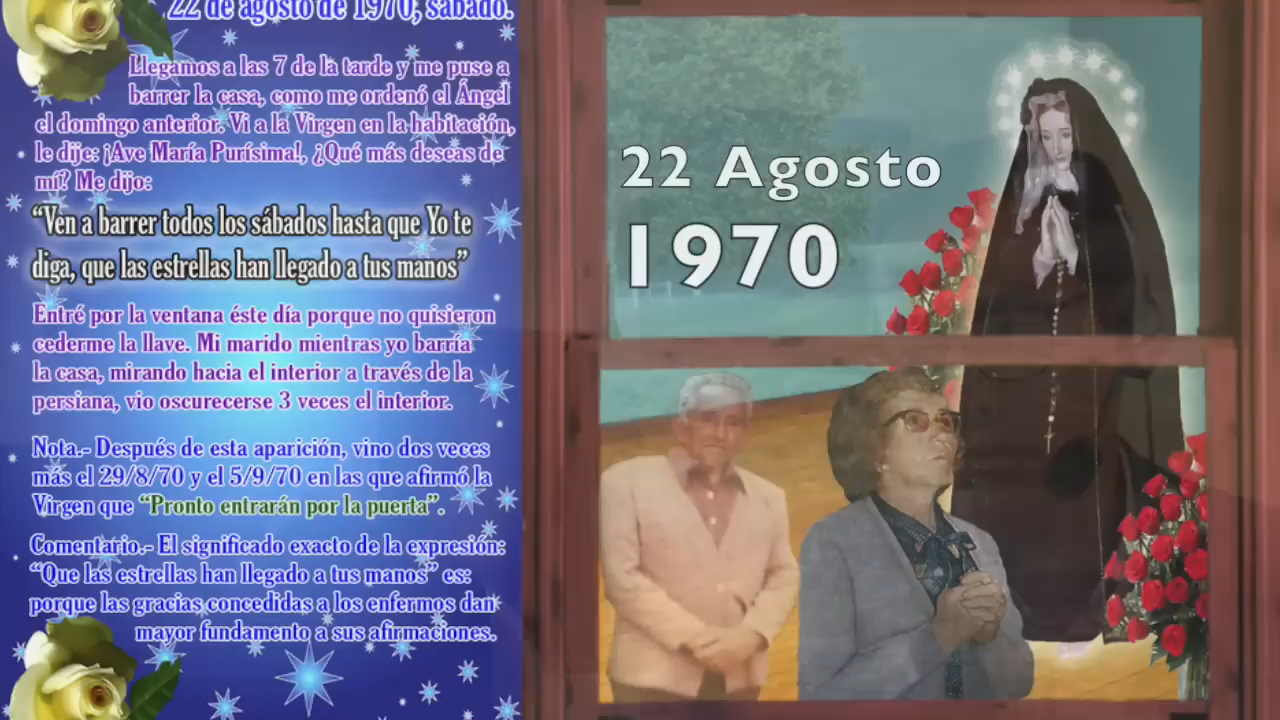 22 de agosto de 1970, sábado.
Llegamos a las 7 de la tarde y me puse a
barrer la casa, como me ordenó el Ángel
el domingo anterior. Vi a la Virgen en la habitación,
le dije: ¡Ave María Purísima!, ¿Qué más deseas de
mí? Me dijo:
“Ven a barrer todos los sábados hasta que Yo te
diga, que las estrellas han llegado a tus manos”
Entré por la ventana éste día porque no quisieron
cederme la llave. Mi marido mientras yo barría
la casa, mirando hacia el interior a través de la
persiana, vio oscurecerse 3 veces el interior.
Nota.- Después de esta aparición, vino dos veces
más el 29/8/70 y el 5/9/70 en las que afirmó la
Virgen que “Pronto entrarán por la puerta”.
Comentario.- El significado exacto de la expresión:
“Que las estrellas han llegado a tus manos” es:
porque las gracias concedidas a los enfermos dan
mayor fundamento a sus afirmaciones.
22 Agosto
1970